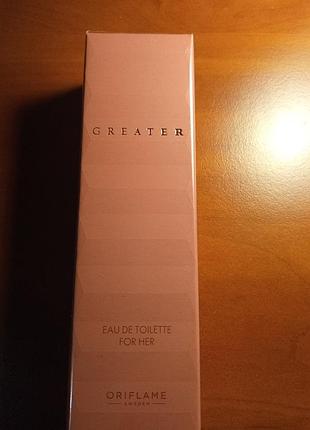 GREATER
EAU DE TOILETTE
FOR HER
ORIFLAME
SWEDEN